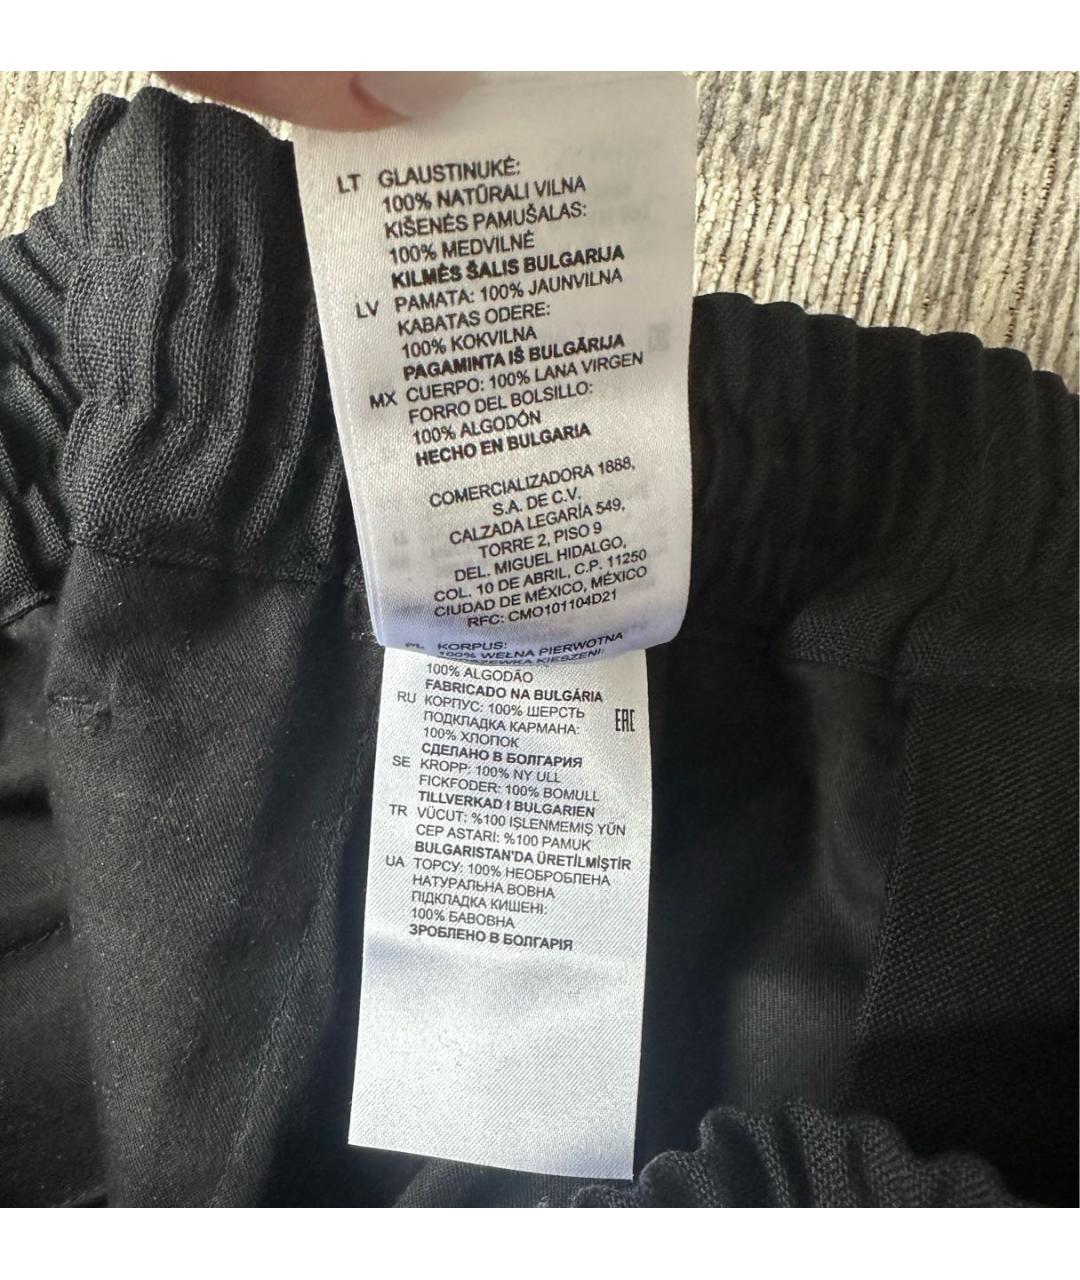 LT GLAUSTINUKĖ:
100% NATŪRALI VILNA
KIŠENĖS PAMUŠALAS:
100% MEDVILNĖ
KILMĖS ŠALIS BULGARIJA
LV PAMATA: 100% JAUNVILNA
KABATAS ODERE:
100% KOKVILNA
PAGAMINTA IŠ BULGĀRIJA
MX CUERPO: 100% LANA VIRGEN
FORRO DEL BOLSILLO:
100% ALGODÓN
HECHO EN BULGARIA
COMERCIALIZADORA 1888,
S.A. DE C.V.
CALZADA LEGARÍA 549,
TORRE 2, PISO 9
DEL. MIGUEL HIDALGO,
COL. 10 DE ABRIL, C.P. 11250
CIUDAD DE MÉXICO, MÉXICO
RFC: CMO101104D21
PL KORPUS:
100% WEŁNA PIERWOTNA
KIESZENI:
100% ALGODÃO
FABRICADO NA BULGÁRIA
RU КОРПУС: 100% ШЕРСТЬ
ПОДКЛАДКА КАРМАНА:
100% ХЛОПОК
СДЕЛАНО В БОЛГАРИЯ
EAC
SE KROPP: 100% NY ULL
FICKFODER: 100% BOMULL
TILLVERKAD I BULGARIEN
TR VÜCUT: %100 IŞLENMEMIŞ YÜN
CEP ASTARI: %100 PAMUK
BULGARISTAN'DA ÜRETİLMİŞTİR
UA ТОРСУ: 100% НЕОБРОБЛЕНА
НАТУРАЛЬНА ВОВНА
ПІДКЛАДКА КИШЕНІ:
100% БАВОВНА
ЗРОБЛЕНО В БОЛГАРІЯ